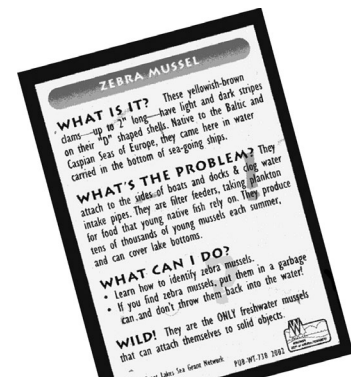 ZEBRA MUSSEL
WHAT IS IT? These yellowish-brown
clams—up to 2" long—have light and dark stripes
on their "D" shaped shells. Native to the Baltic and
Caspian Seas of Europe, they came here in water
carried in the bottom of sea-going ships.
WHAT'S THE PROBLEM? They
attach to the sides of boats and docks & clog water
intake pipes. They are filter feeders, taking plankton
for food that young native fish rely on. They produce
tens of thousands of young mussels each summer,
and can cover lake bottoms.
WHAT CAN I DO?
• Learn how to identify zebra mussels.
• If you find zebra mussels, put them in a garbage
can and don't throw them back into the water!
WILD! They are the ONLY freshwater mussels
that can attach themselves to solid objects.
Lakes Sea Grant Network PUB-WT-738 2002